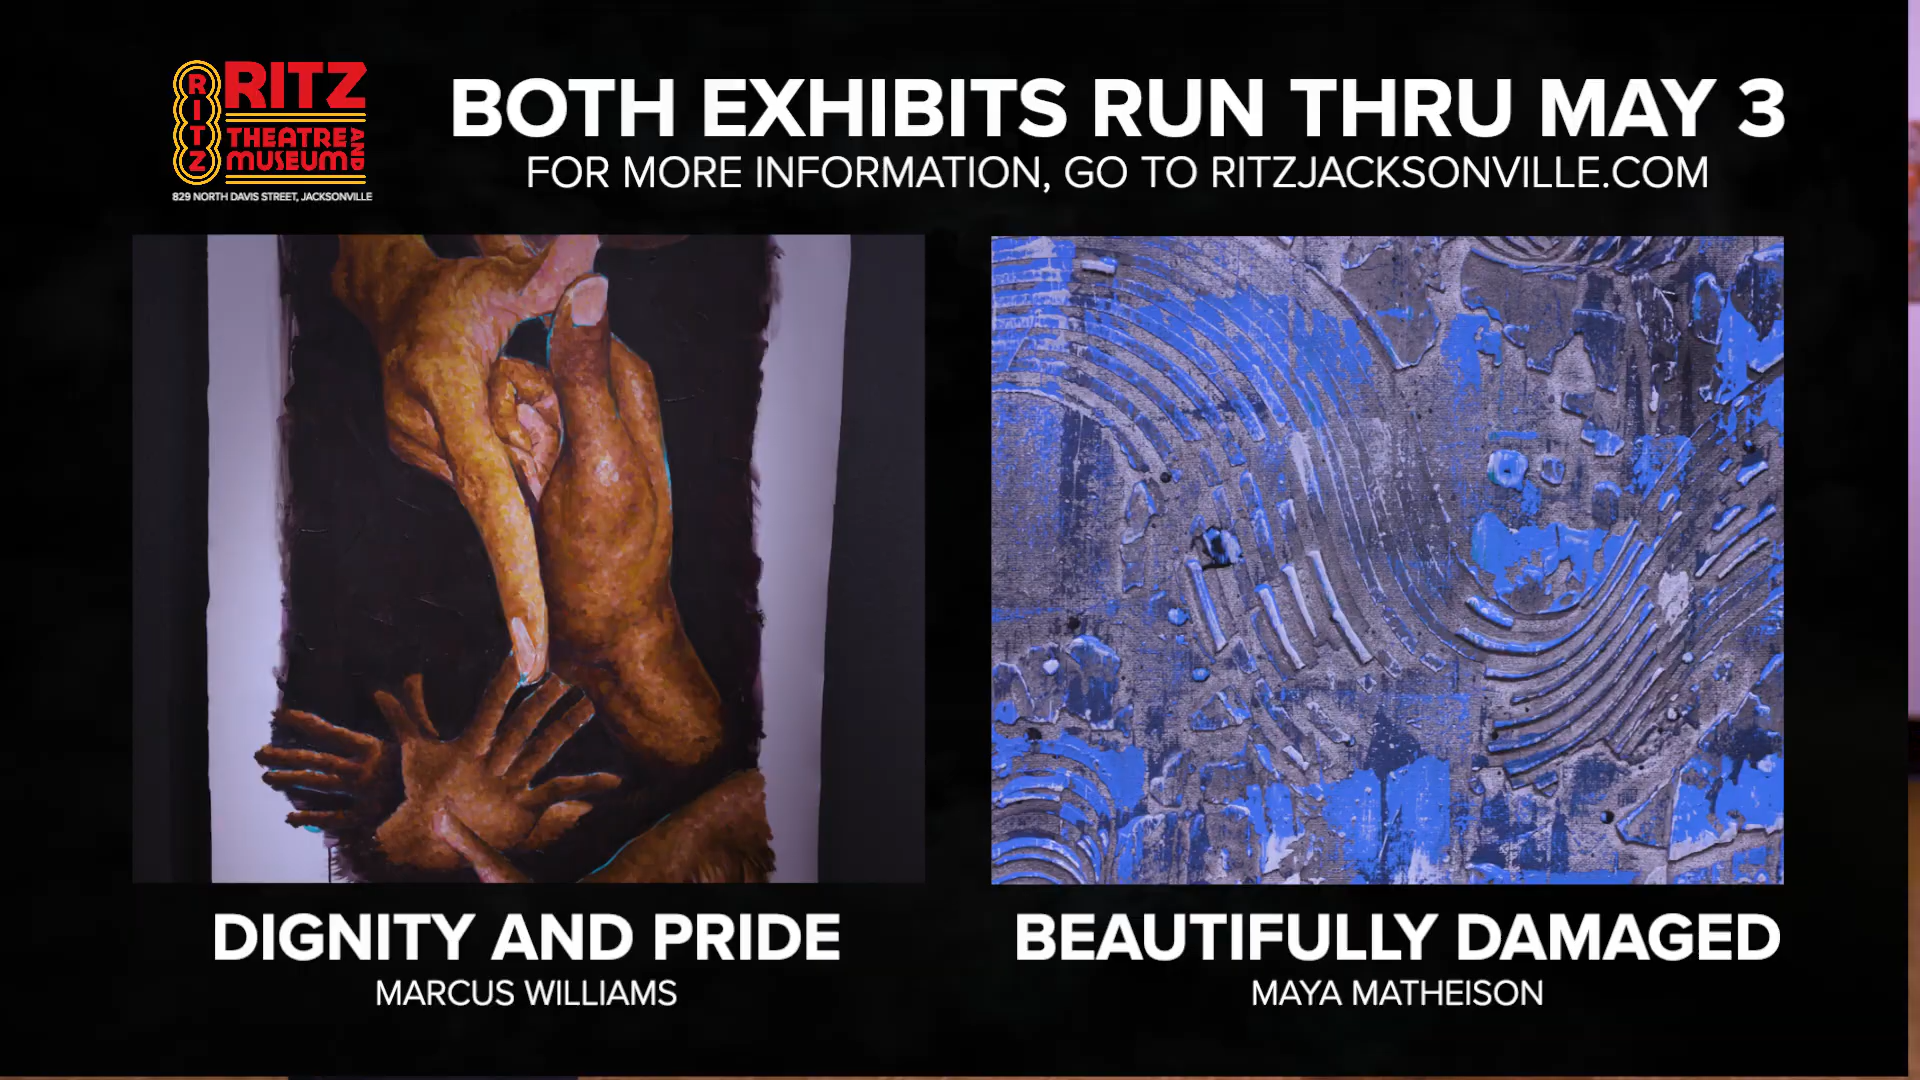 RITZ
RITZ
THEATRE AND
MUSEUM
829 NORTH DAVIS STREET, JACKSONVILLE
BOTH EXHIBITS RUN THRU MAY 3
FOR MORE INFORMATION, GO TO RITZJACKSONVILLE.COM
DIGNITY AND PRIDE
MARCUS WILLIAMS
BEAUTIFULLY DAMAGED
MAYA MATHEISON